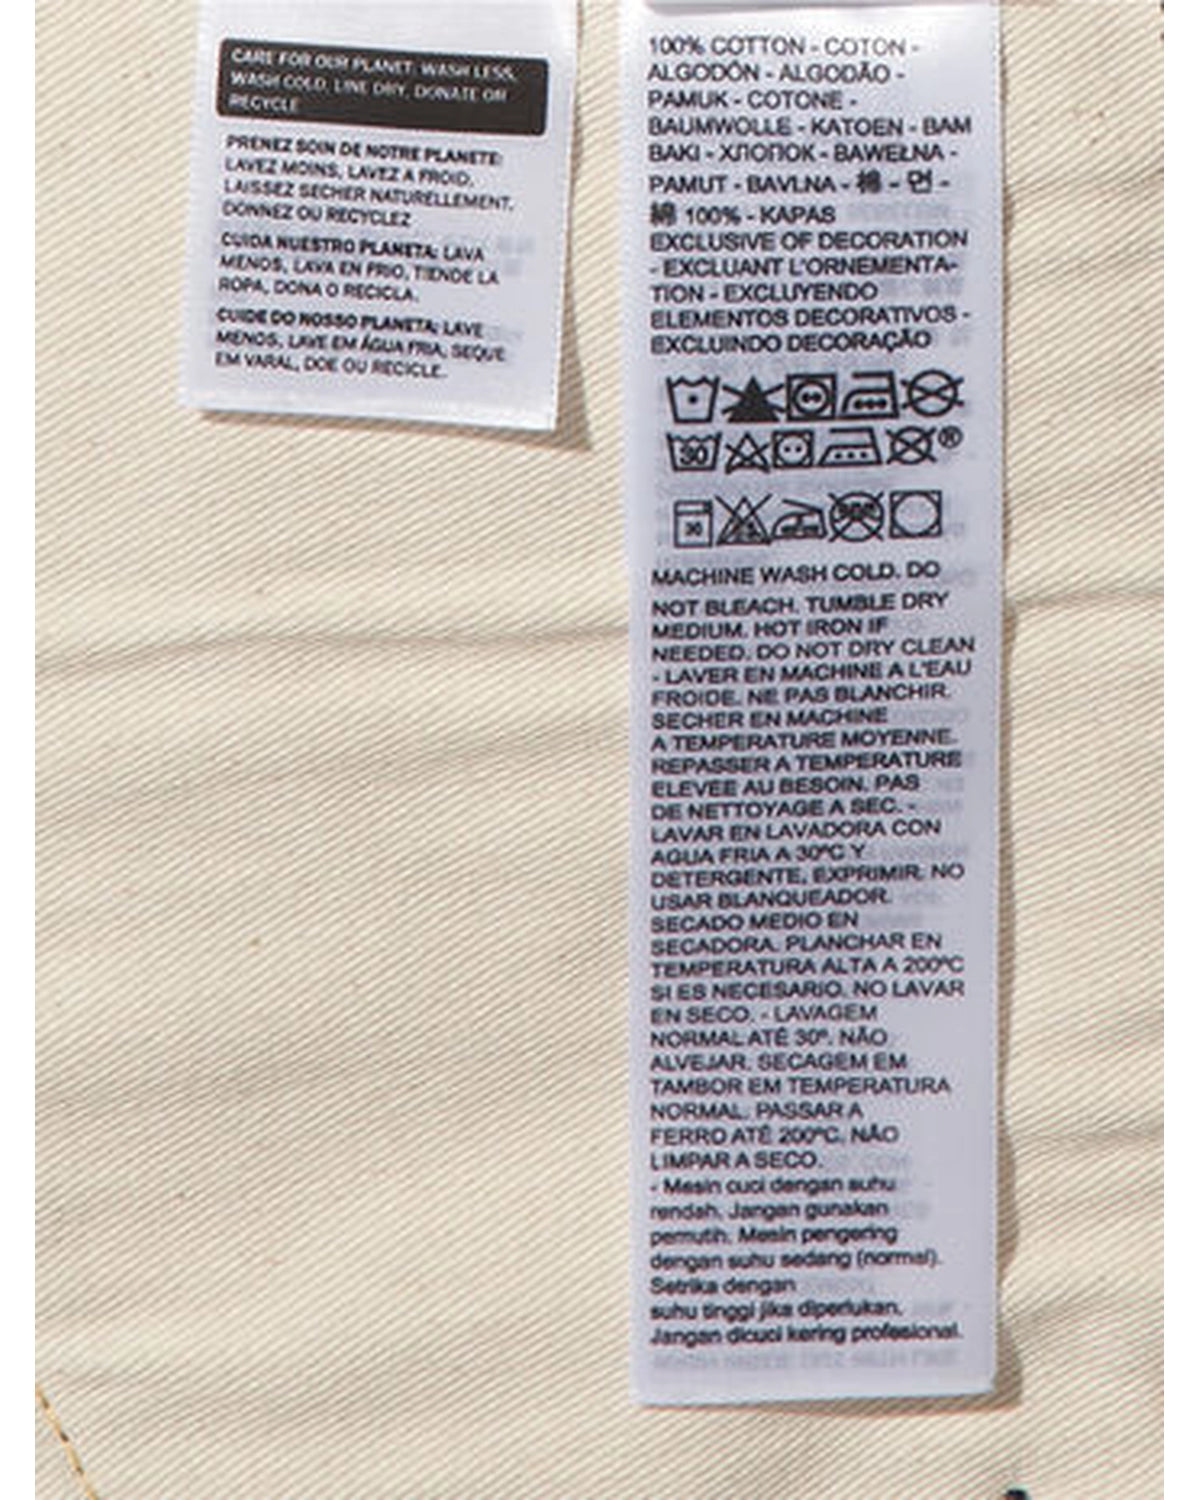 CARE FOR OUR PLANET: WASH LESS,
WASH COLD, LINE DRY, DONATE OR
RECYCLE
PRENEZ SOIN DE NOTRE PLANETE:
LAVEZ MOINS, LAVEZ A FROID,
LAISSEZ SECHER NATURELLEMENT,
DONNEZ OU RECYCLEZ
CUIDA NUESTRO PLANETA: LAVA
MENOS, LAVA EN FRIO, TIENDE LA
ROPA, DONA O RECICLA.
CUIDE DO NOSSO PLANETA: LAVE
MENOS, LAVE EM ÁGUA FRIA, SEQUE
EM VARAL, DOE OU RECICLE.
100% COTTON - COTON -
ALGODÓN - ALGODÃO -
PAMUK - COTONE -
BAUMWOLLE - KATOEN - BAM
BAKI - ХЛОПОК - BAWEŁNA -
PAMUT - BAVLNA - 棉 - 면 -
綿 100% - KAPAS
EXCLUSIVE OF DECORATION
- EXCLUANT L'ORNEMENTA-
TION - EXCLUYENDO
ELEMENTOS DECORATIVOS -
EXCLUINDO DECORAÇÃO
30 ®
30
MACHINE WASH COLD. DO
NOT BLEACH. TUMBLE DRY
MEDIUM. HOT IRON IF
NEEDED. DO NOT DRY CLEAN
- LAVER EN MACHINE A L'EAU
FROIDE. NE PAS BLANCHIR.
SECHER EN MACHINE
A TEMPERATURE MOYENNE.
REPASSER A TEMPERATURE
ELEVEE AU BESOIN. PAS
DE NETTOYAGE A SEC. -
LAVAR EN LAVADORA CON
AGUA FRIA A 30ºC Y
DETERGENTE, EXPRIMIR. NO
USAR BLANQUEADOR.
SECADO MEDIO EN
SECADORA. PLANCHAR EN
TEMPERATURA ALTA A 200ºC
SI ES NECESARIO. NO LAVAR
EN SECO. - LAVAGEM
NORMAL ATÉ 30º. NÃO
ALVEJAR. SECAGEM EM
TAMBOR EM TEMPERATURA
NORMAL. PASSAR A
FERRO ATÉ 200ºC. NÃO
LIMPAR A SECO.
- Mesin cuci dengan suhu
rendah. Jangan gunakan
pemutih. Mesin pengering
dengan suhu sedang (normal).
Setrika dengan
suhu tinggi jika diperlukan.
Jangan dicuci kering profesional.